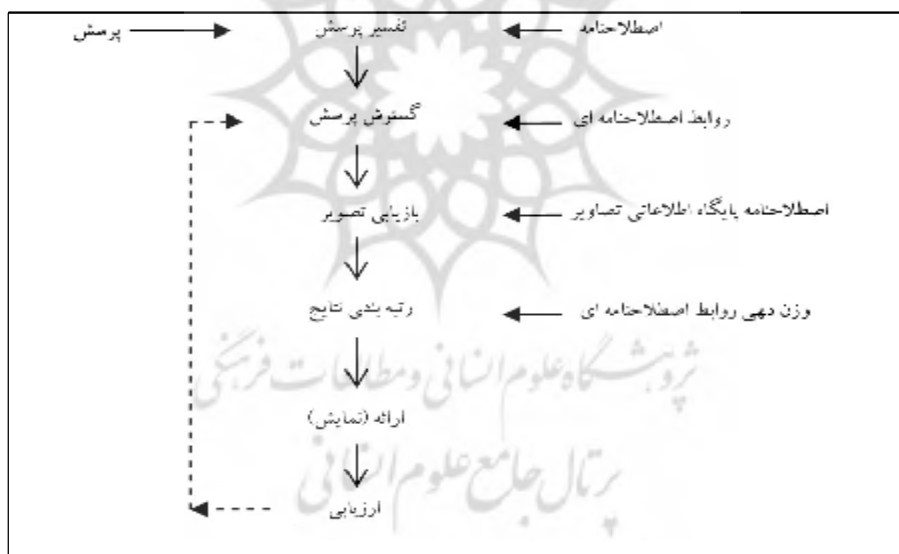 اصطلاحنامه تفسیر پرسش پرسش
روابط اصطلاحنامه ای گسترش پرسش
اصطلاحنامه پایگاه اطلاعاتی تصاویر بازیابی تصویر
وزن دهی روابط اصطلاحنامه ای رتبه بندی نتایج
پژوهشگاه علوم انسانی و مطالعات فرهنگی
ارائه (نمایش)
پرتال جامع علوم انسانی
ارزیابی